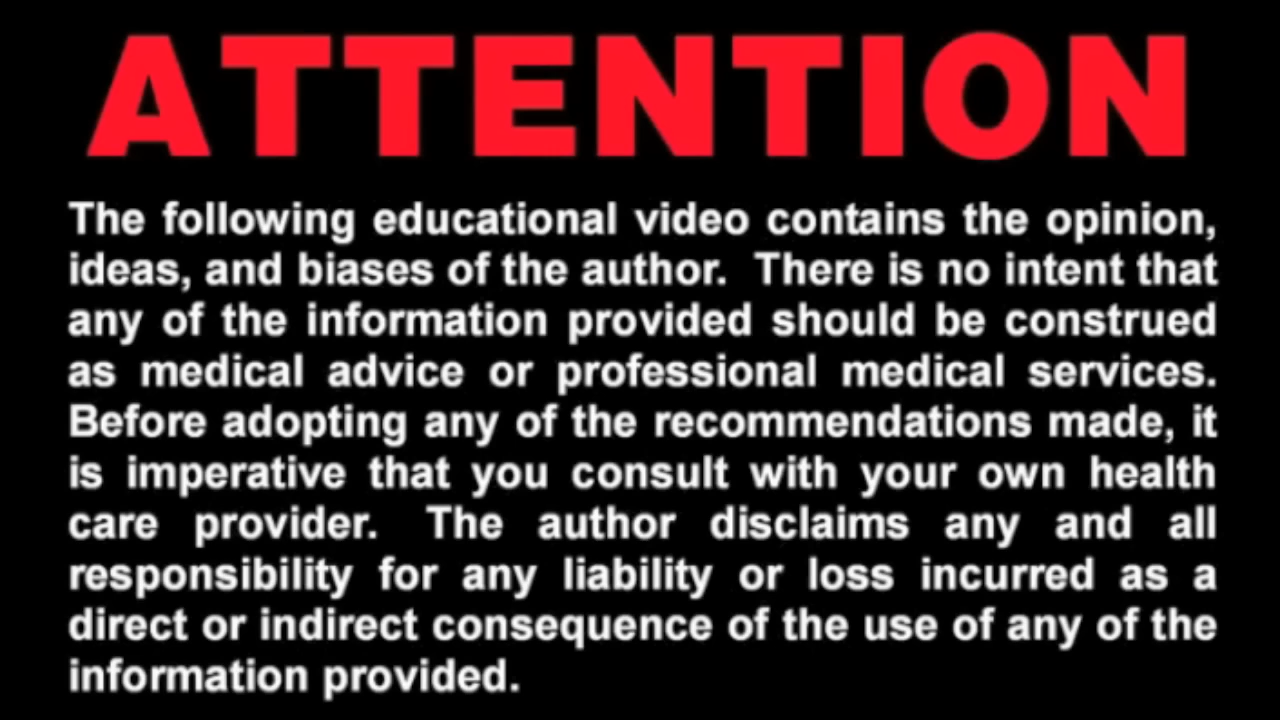 ATTENTION
The following educational video contains the opinion,
ideas, and biases of the author.  There is no intent that
any of the information provided should be construed
as medical advice or professional medical services.
Before adopting any of the recommendations made, it
is imperative that you consult with your own health
care provider.  The author disclaims any and all
responsibility for any liability or loss incurred as a
direct or indirect consequence of the use of any of the
information provided.